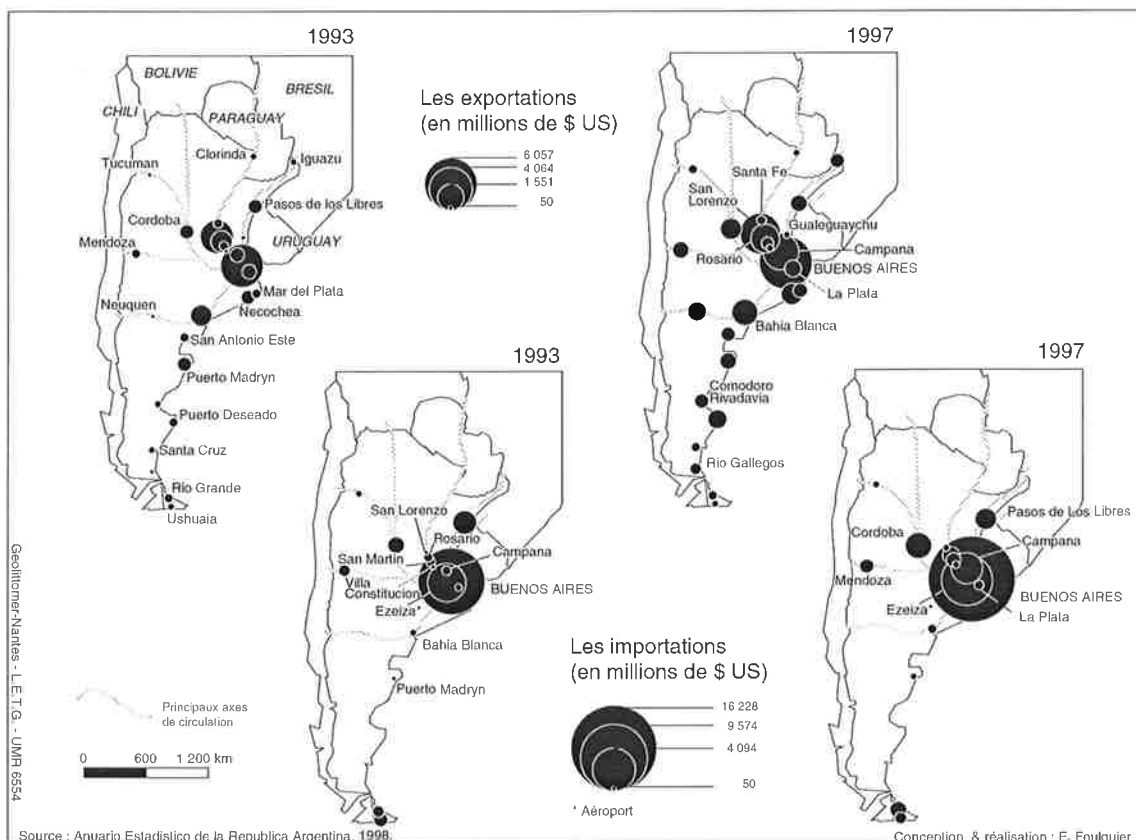 1993
BOLIVIE
BRESIL
CHILI
PARAGUAY
Tucuman
Clorinda
Iguazu
Cordoba
Pasos de los Libres
Mendoza
URUGUAY
Neuquen
Mar del Plata
Necochea
San Antonio Este
Puerto Madryn
Puerto Deseado
Santa Cruz
Rio Grande
Ushuaia
Les exportations
(en millions de $ US)
6 057
4 064
1 551
50
1997
Santa Fe
San
Lorenzo
Gualeguaychu
Rosario
Campana
BUENOS AIRES
La Plata
Bahia Blanca
Comodoro
Rivadavia
Rio Gallegos
1993
San Lorenzo
Rosario
San Martin
Campana
Villa
Constitucion
BUENOS AIRES
Ezeiza*
Bahia Blanca
Puerto Madryn
Les importations
(en millions de $ US)
16 228
9 574
4 094
50
* Aéroport
1997
Pasos de Los Libres
Cordoba
Campana
Mendoza
BUENOS AIRES
Ezeiza*
La Plata
Principaux axes
de circulation
0 600 1 200 km
Geolittomer-Nantes - L.E.T.G. - UMR 6554
Source : Anuario Estadistico de la Republica Argentina, 1998.
Conception & réalisation : E. Foulquier